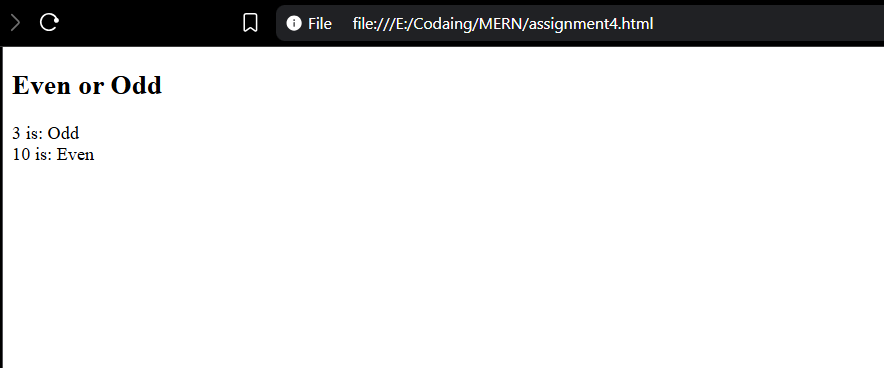 File file:///E:/Codaing/MERN/assignment4.html
Even or Odd
3 is: Odd
10 is: Even